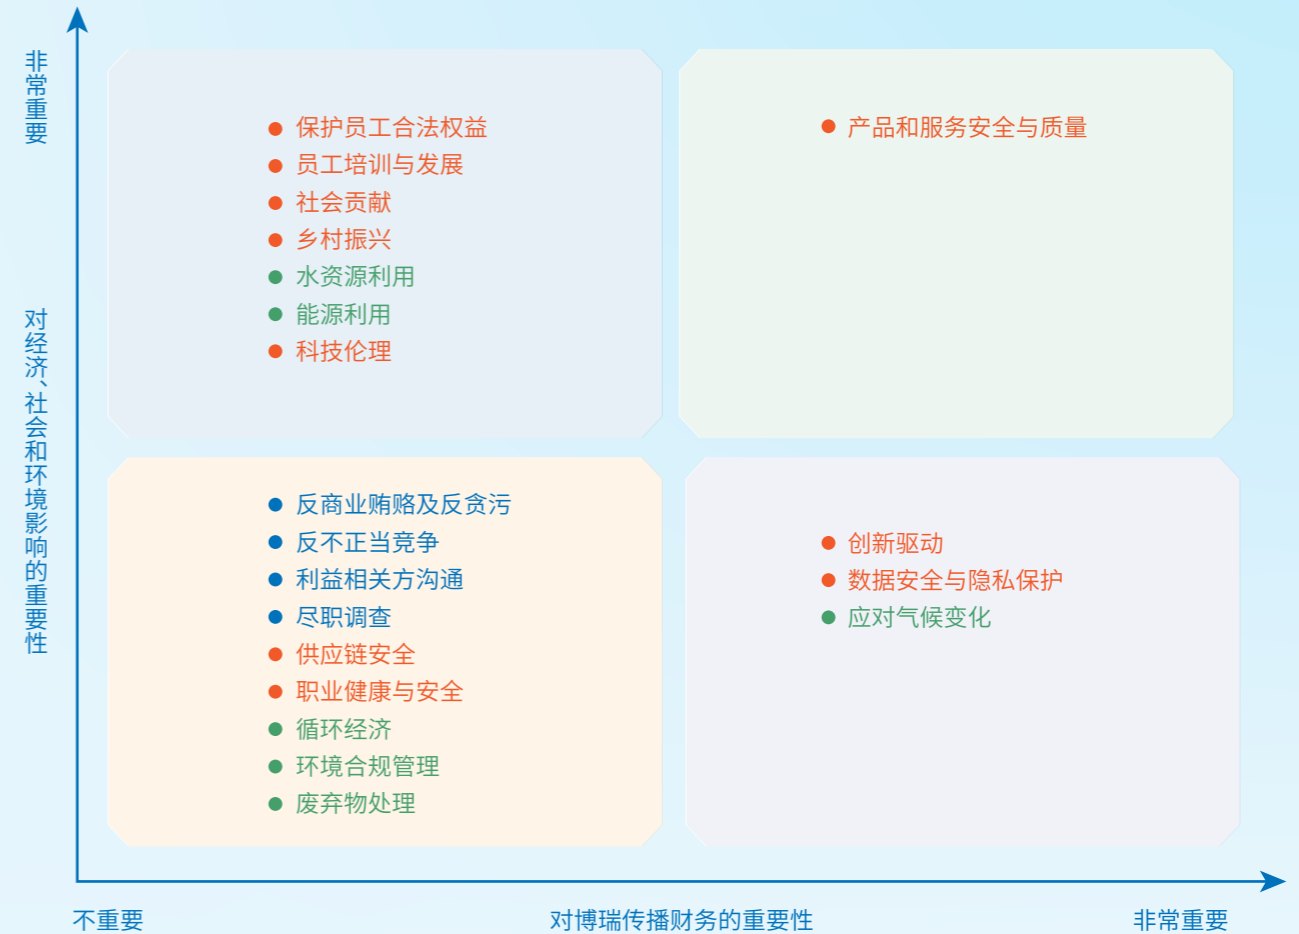 非常重要
对经济、社会和环境影响的重要性
保护员工合法权益
员工培训与发展
社会贡献
乡村振兴
水资源利用
能源利用
科技伦理
产品和服务安全与质量
反商业贿赂及反贪污
反不正当竞争
利益相关方沟通
尽职调查
供应链安全
职业健康与安全
循环经济
环境合规管理
废弃物处理
创新驱动
数据安全与隐私保护
应对气候变化
不重要
对博瑞传播财务的重要性
非常重要